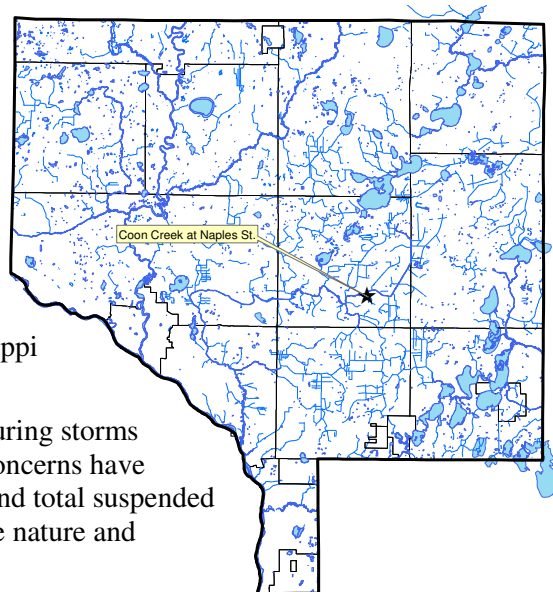 Coon Creek at Naples St.
ppi
uring storms
oncerns have
nd total suspended
e nature and